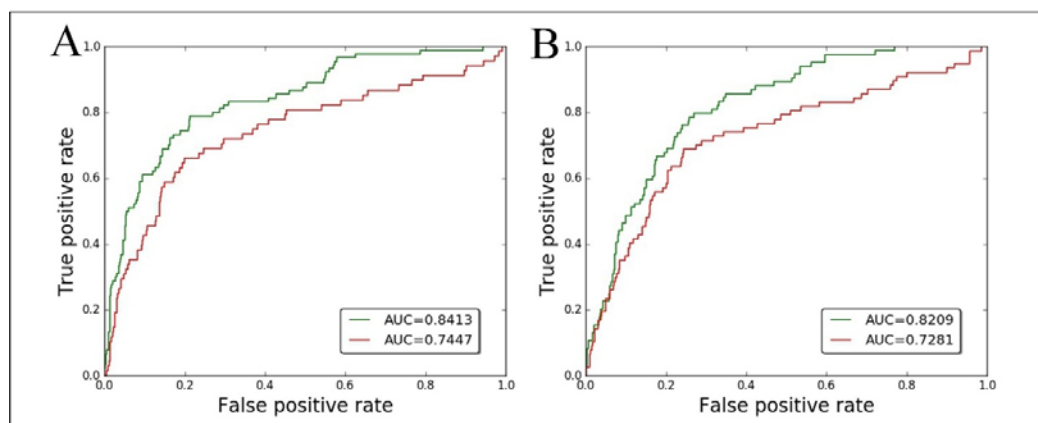 A
1.0
0.8
0.6
0.4
0.2
0.0
True positive rate
0.0 0.2 0.4 0.6 0.8 1.0
False positive rate
AUC=0.8413
AUC=0.7447
B
1.0
0.8
0.6
0.4
0.2
0.0
True positive rate
0.0 0.2 0.4 0.6 0.8 1.0
False positive rate
AUC=0.8209
AUC=0.7281